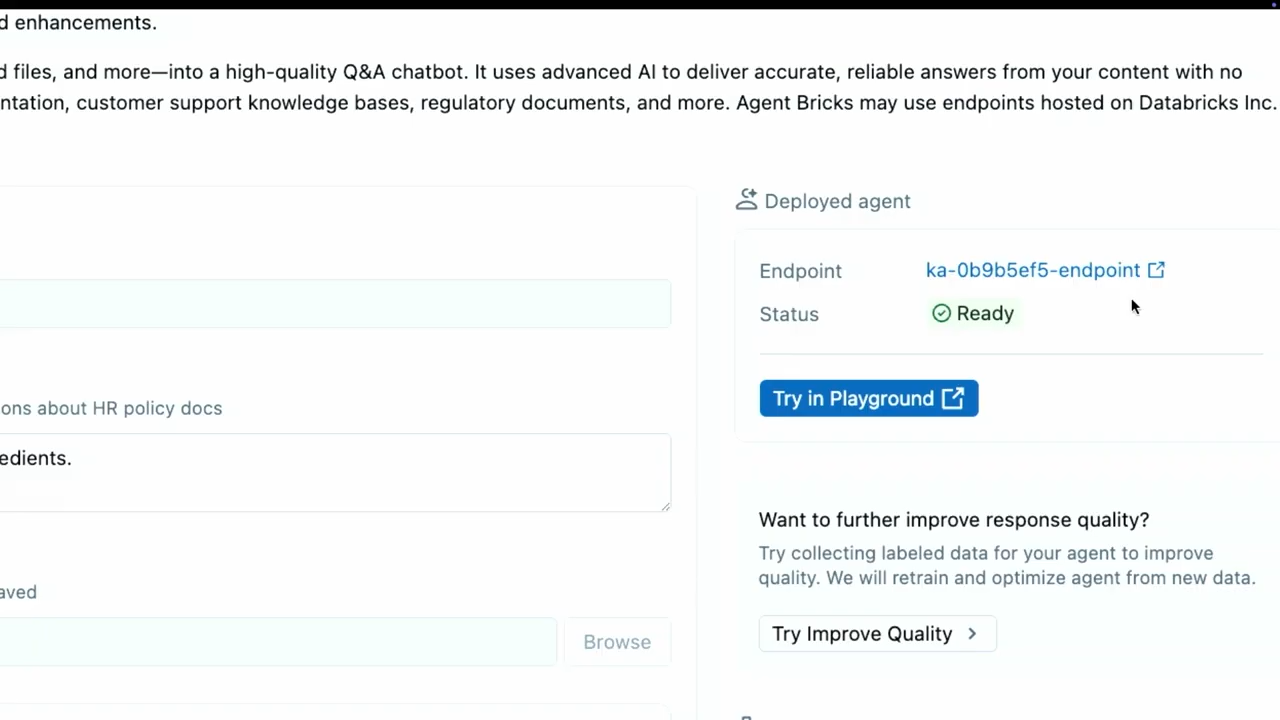 d enhancements.
d files, and more—into a high-quality Q&A chatbot. It uses advanced AI to deliver accurate, reliable answers from your content with no
ntation, customer support knowledge bases, regulatory documents, and more. Agent Bricks may use endpoints hosted on Databricks Inc.
Deployed agent
Endpoint ka-0b9b5ef5-endpoint
Status Ready
Try in Playground
ons about HR policy docs
edients.
Want to further improve response quality?
Try collecting labeled data for your agent to improve
quality. We will retrain and optimize agent from new data.
aved
Browse
Try Improve Quality